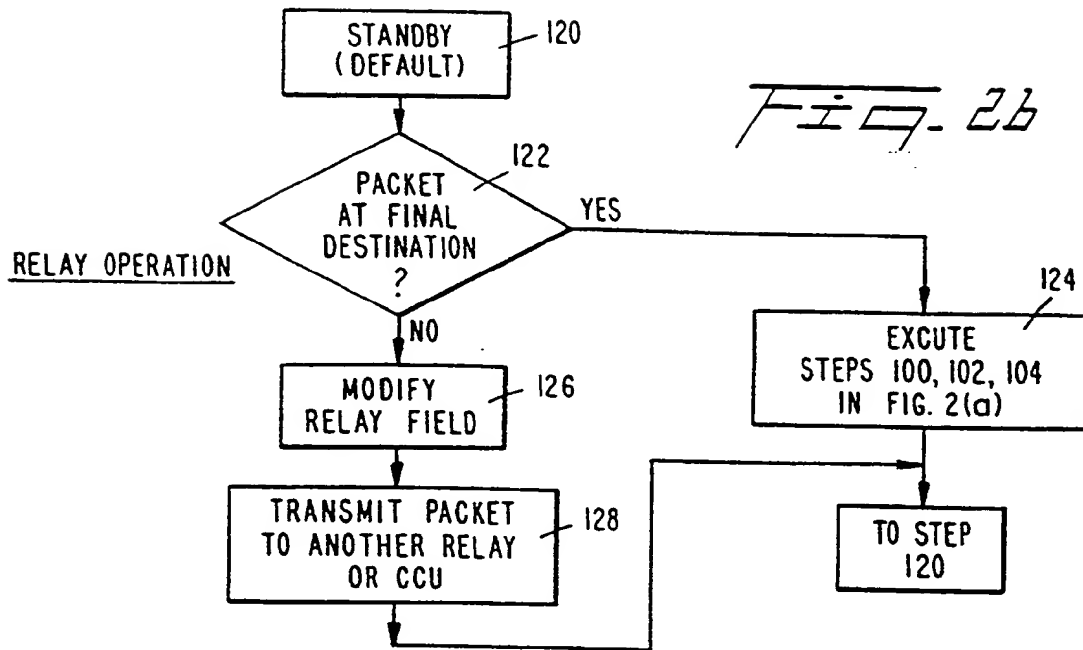 STANDBY
(DEFAULT)
120
Fig. 2b
122
PACKET
AT FINAL
DESTINATION
?
YES
RELAY OPERATION
NO
124
EXCUTE
STEPS 100, 102, 104
IN FIG. 2(a)
MODIFY
RELAY FIELD
126
TRANSMIT PACKET
TO ANOTHER RELAY
OR CCU
128
TO STEP
120